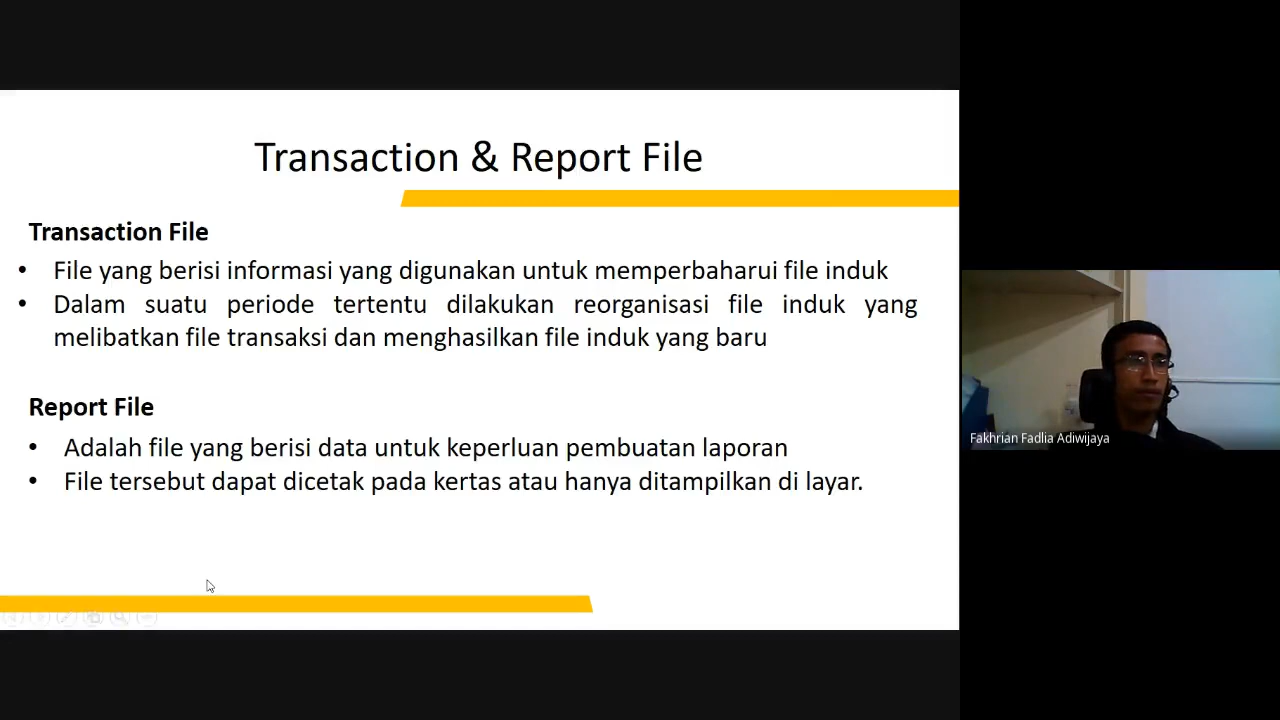 Transaction & Report File
Transaction File
• File yang berisi informasi yang digunakan untuk memperbaharui file induk
• Dalam suatu periode tertentu dilakukan reorganisasi file induk yang
melibatkan file transaksi dan menghasilkan file induk yang baru
Report File
• Adalah file yang berisi data untuk keperluan pembuatan laporan
• File tersebut dapat dicetak pada kertas atau hanya ditampilkan di layar.
Fakhrian Fadlia Adiwijaya